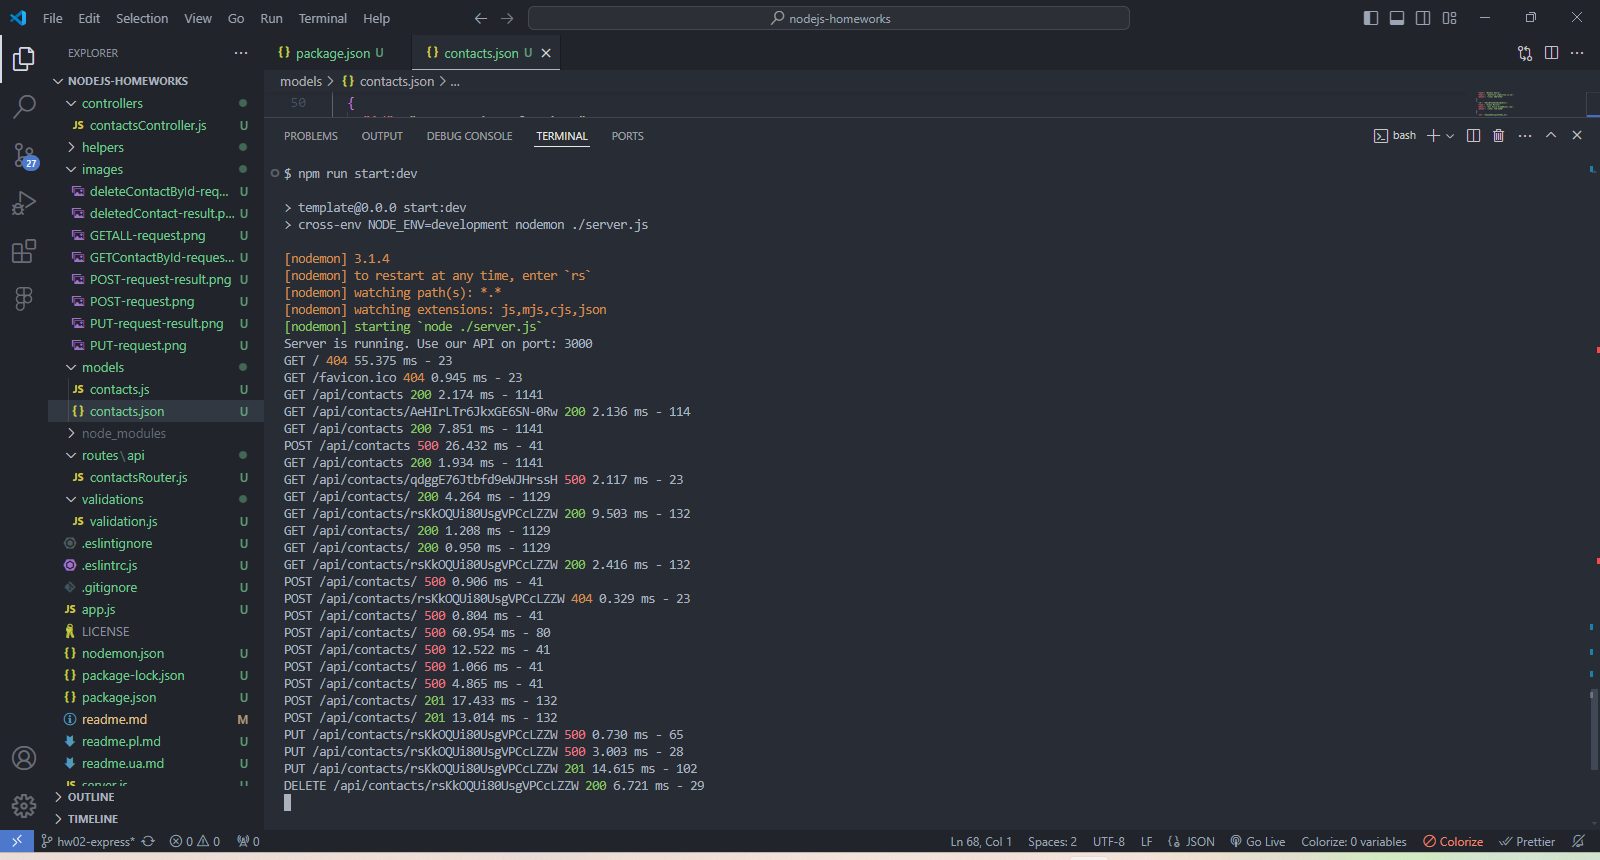 File Edit Selection View Go Run Terminal Help
nodejs-homeworks
EXPLORER
NODEJS-HOMEWORKS
controllers
JS contactsController.js U
helpers
images
deleteContactById-req... U
deletedContact-result.p... U
GETALL-request.png U
GETContactById-reques... U
POST-request-result.png U
POST-request.png U
PUT-request-result.png U
PUT-request.png U
models
JS contacts.js U
{} contacts.json U
node_modules
routes\api
JS contactsRouter.js U
validations
JS validation.js U
.eslintignore U
.eslintrc.js U
.gitignore U
JS app.js U
LICENSE
{} nodemon.json U
{} package-lock.json U
{} package.json U
readme.md M
readme.pl.md U
readme.ua.md U
JS server.js U
OUTLINE
TIMELINE
27
{} package.json U
{} contacts.json U
models > {} contacts.json > ...
50 {
PROBLEMS OUTPUT DEBUG CONSOLE TERMINAL PORTS
bash
$ npm run start:dev
> template@0.0.0 start:dev
> cross-env NODE_ENV=development nodemon ./server.js
[nodemon] 3.1.4
[nodemon] to restart at any time, enter `rs`
[nodemon] watching path(s): *.*
[nodemon] watching extensions: js,mjs,cjs,json
[nodemon] starting `node ./server.js`
Server is running. Use our API on port: 3000
GET / 404 55.375 ms - 23
GET /favicon.ico 404 0.945 ms - 23
GET /api/contacts 200 2.174 ms - 1141
GET /api/contacts/AeHIrLTr6JkxGE6SN-0Rw 200 2.136 ms - 114
GET /api/contacts 200 7.851 ms - 1141
POST /api/contacts 500 26.432 ms - 41
GET /api/contacts 200 1.934 ms - 1141
GET /api/contacts/qdggE76Jtbfd9eWJHrssH 500 2.117 ms - 23
GET /api/contacts/ 200 4.264 ms - 1129
GET /api/contacts/rsKkOQUi80UsgVPCcLZZW 200 9.503 ms - 132
GET /api/contacts/ 200 1.208 ms - 1129
GET /api/contacts/ 200 0.950 ms - 1129
GET /api/contacts/rsKkOQUi80UsgVPCcLZZW 200 2.416 ms - 132
POST /api/contacts/ 500 0.906 ms - 41
POST /api/contacts/rsKkOQUi80UsgVPCcLZZW 404 0.329 ms - 23
POST /api/contacts/ 500 0.804 ms - 41
POST /api/contacts/ 500 60.954 ms - 80
POST /api/contacts/ 500 12.522 ms - 41
POST /api/contacts/ 500 1.066 ms - 41
POST /api/contacts/ 500 4.865 ms - 41
POST /api/contacts/ 201 17.433 ms - 132
POST /api/contacts/ 201 13.014 ms - 132
PUT /api/contacts/rsKkOQUi80UsgVPCcLZZW 500 0.730 ms - 65
PUT /api/contacts/rsKkOQUi80UsgVPCcLZZW 500 3.003 ms - 28
PUT /api/contacts/rsKkOQUi80UsgVPCcLZZW 201 14.615 ms - 102
DELETE /api/contacts/rsKkOQUi80UsgVPCcLZZW 200 6.721 ms - 29
hw02-express* 0 0 0
Ln 68, Col 1 Spaces: 2 UTF-8 LF {} JSON Go Live Colorize: 0 variables Colorize Prettier